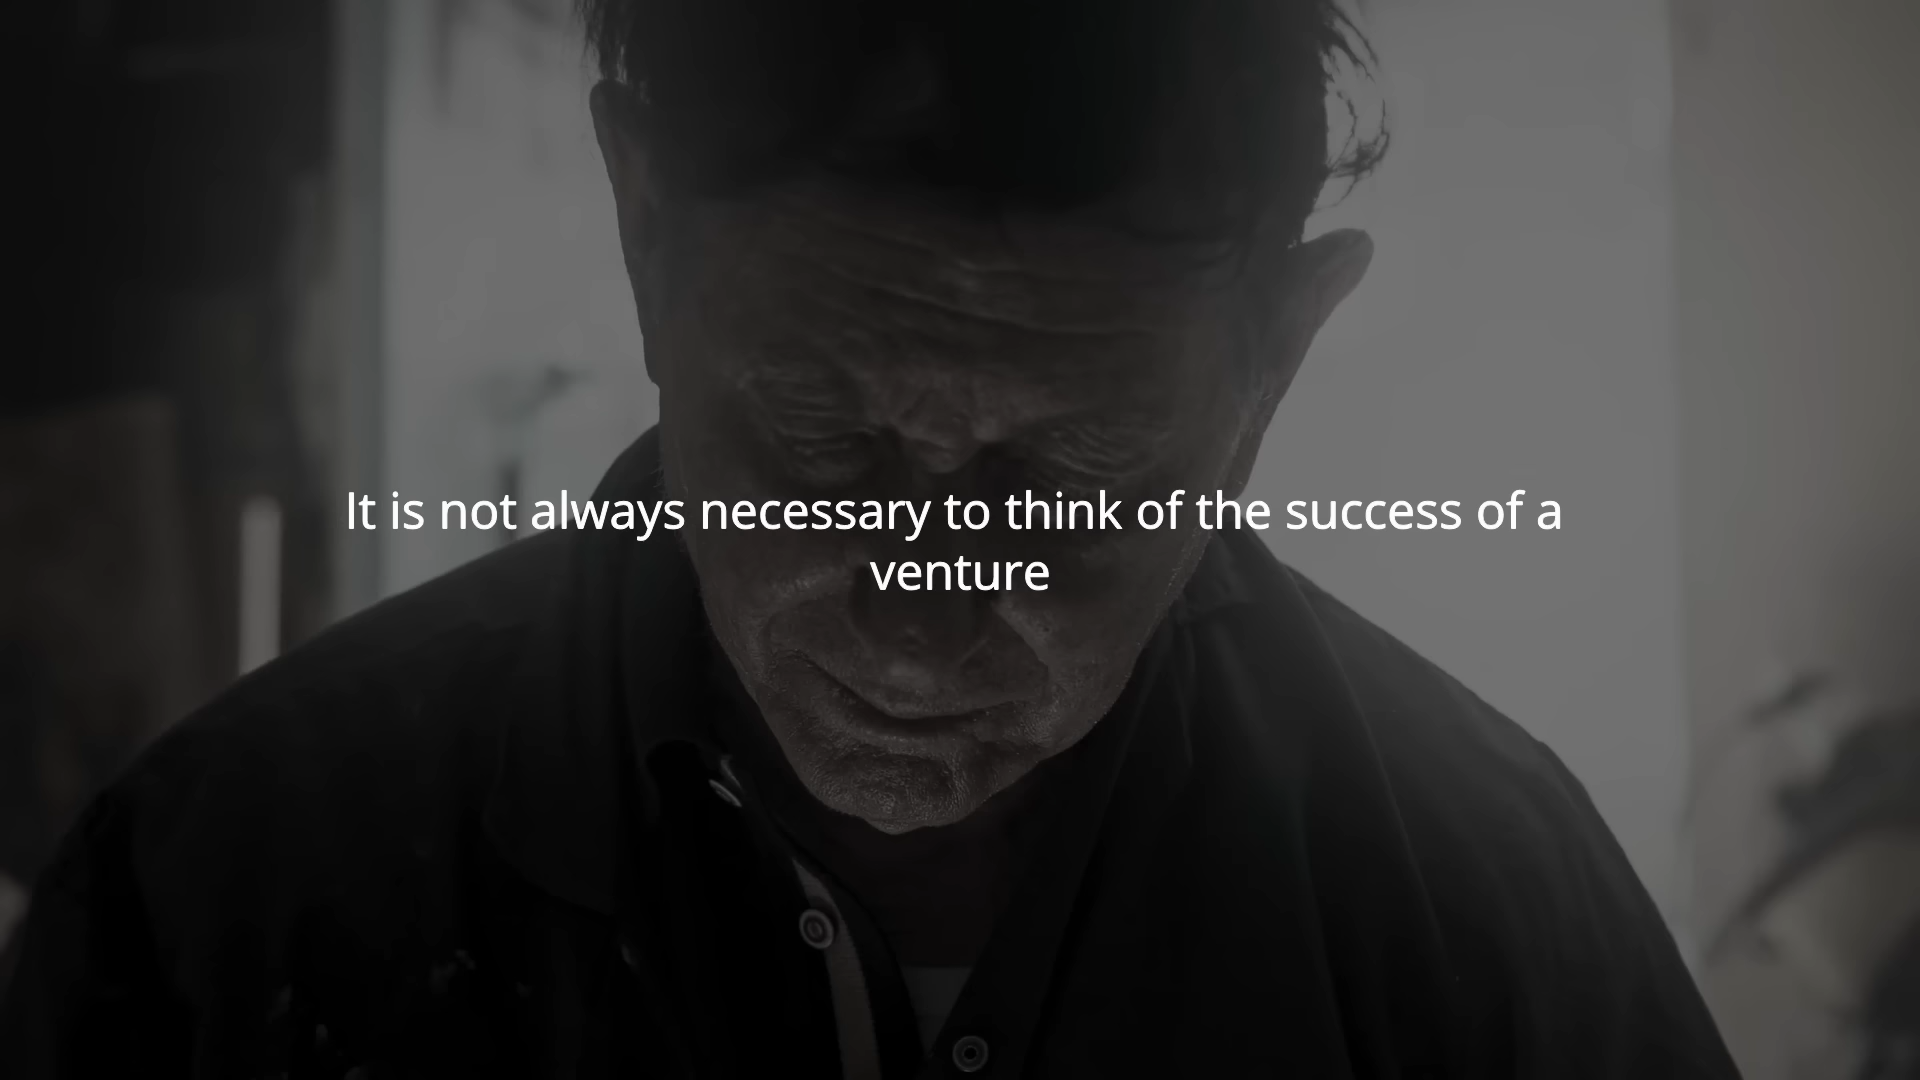 It is not always necessary to think of the success of a
venture